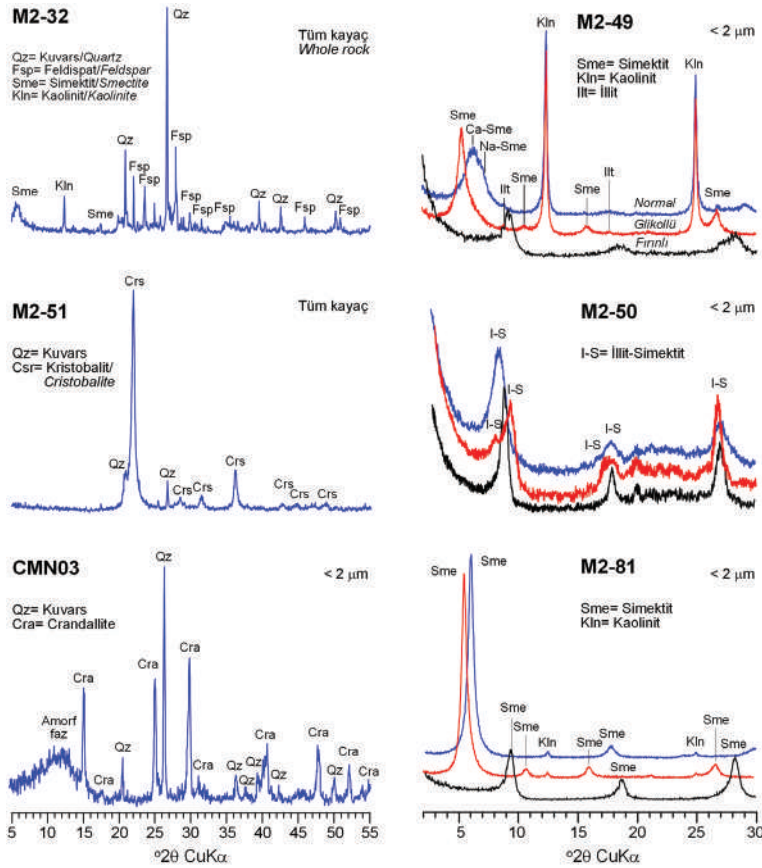 M2-32
Tüm kayaç
Whole rock
Qz= Kuvars/Quartz
Fsp= Feldispat/Feldspar
Sme= Simektit/Smectite
Kln= Kaolinit/Kaolinite
Qz
Sme
Kln
Sme
Qz
Fsp
Fsp
Fsp
Fsp
Fsp
Fsp
Fsp
Qz
Qz
Fsp
Qz
Fsp
M2-49
< 2 µm
Sme= Simektit
Kln= Kaolinit
Ilt= İllit
Kln
Kln
Sme
Ca-Sme
Na-Sme
Ilt
Sme
Sme
Ilt
Sme
Normal
Glikollü
Fırınlı
M2-51
Tüm kayaç
Qz= Kuvars
Csr= Kristobalit/
Cristobalite
Crs
Qz
Qz
Crs
Crs
Crs
Crs
Crs
Crs
M2-50
< 2 µm
I-S= İllit-Simektit
I-S
I-S
I-S
I-S
I-S
I-S
CMN03
< 2 µm
Qz= Kuvars
Cra= Crandallite
Amorf
faz
Cra
Cra
Qz
Cra
Qz
Cra
Cra
Qz
Qz
Qz
Cra
Qz
Cra
Qz
Cra
Cra
5 10 15 20 25 30 35 40 45 50 55
°2θ CuKα
M2-81
< 2 µm
Sme= Simektit
Kln= Kaolinit
Sme
Sme
Sme
Sme
Kln
Sme
Sme
Sme
Kln
Sme
Sme
5 10 15 20 25 30
°2θ CuKα